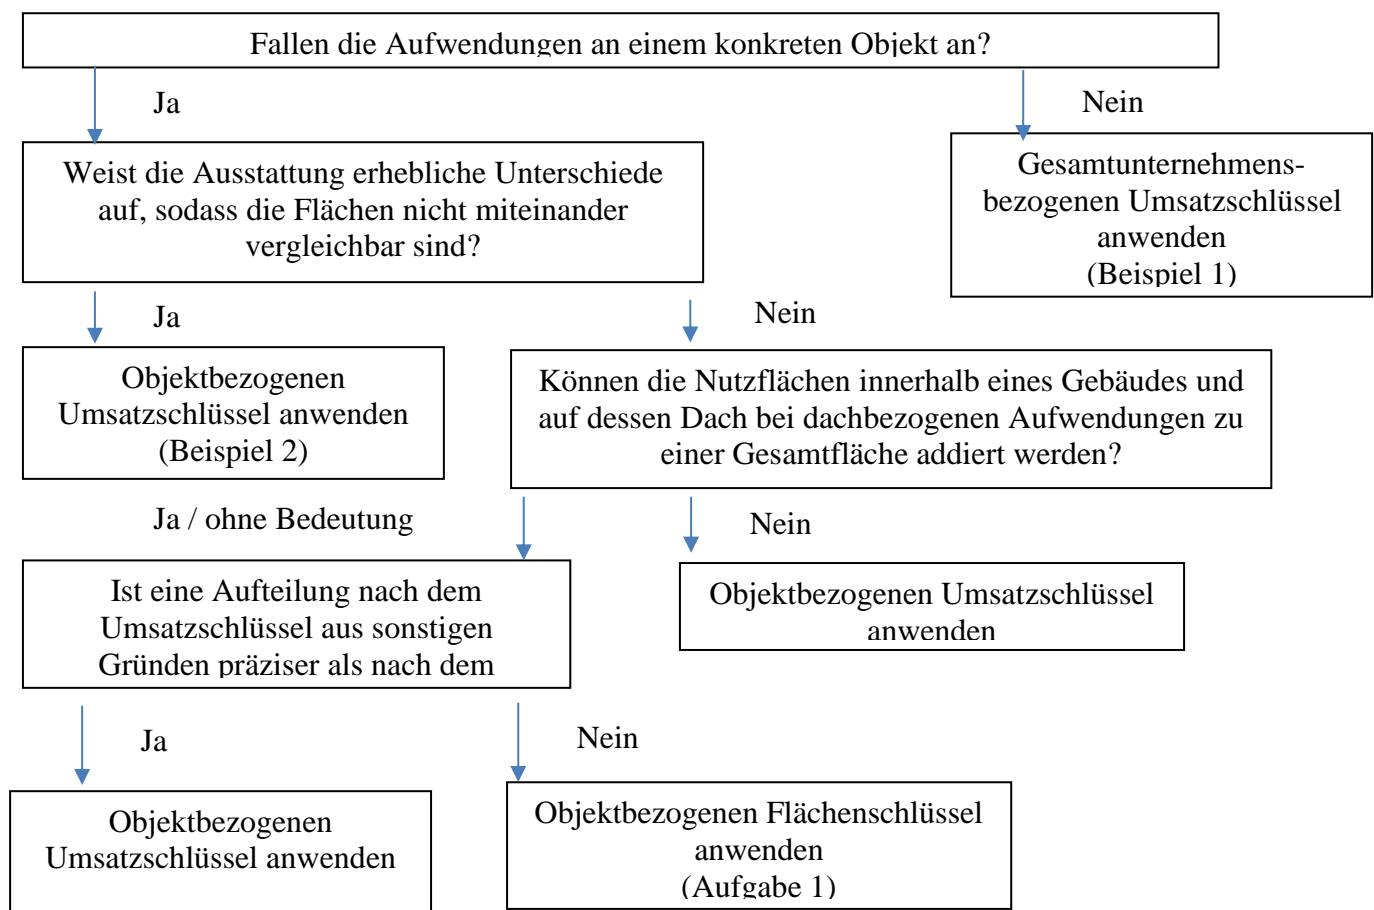 Fallen die Aufwendungen an einem konkreten Objekt an?
Ja
Nein
Weist die Ausstattung erhebliche Unterschiede
auf, sodass die Flächen nicht miteinander
vergleichbar sind?
Gesamtunternehmens-
bezogenen Umsatzschlüssel
anwenden
(Beispiel 1)
Ja
Nein
Objektbezogenen
Umsatzschlüssel anwenden
(Beispiel 2)
Können die Nutzflächen innerhalb eines Gebäudes und
auf dessen Dach bei dachbezogenen Aufwendungen zu
einer Gesamtfläche addiert werden?
Ja / ohne Bedeutung
Nein
Ist eine Aufteilung nach dem
Umsatzschlüssel aus sonstigen
Gründen präziser als nach dem
Objektbezogenen Umsatzschlüssel
anwenden
Ja
Nein
Objektbezogenen
Umsatzschlüssel anwenden
Objektbezogenen Flächenschlüssel
anwenden
(Aufgabe 1)